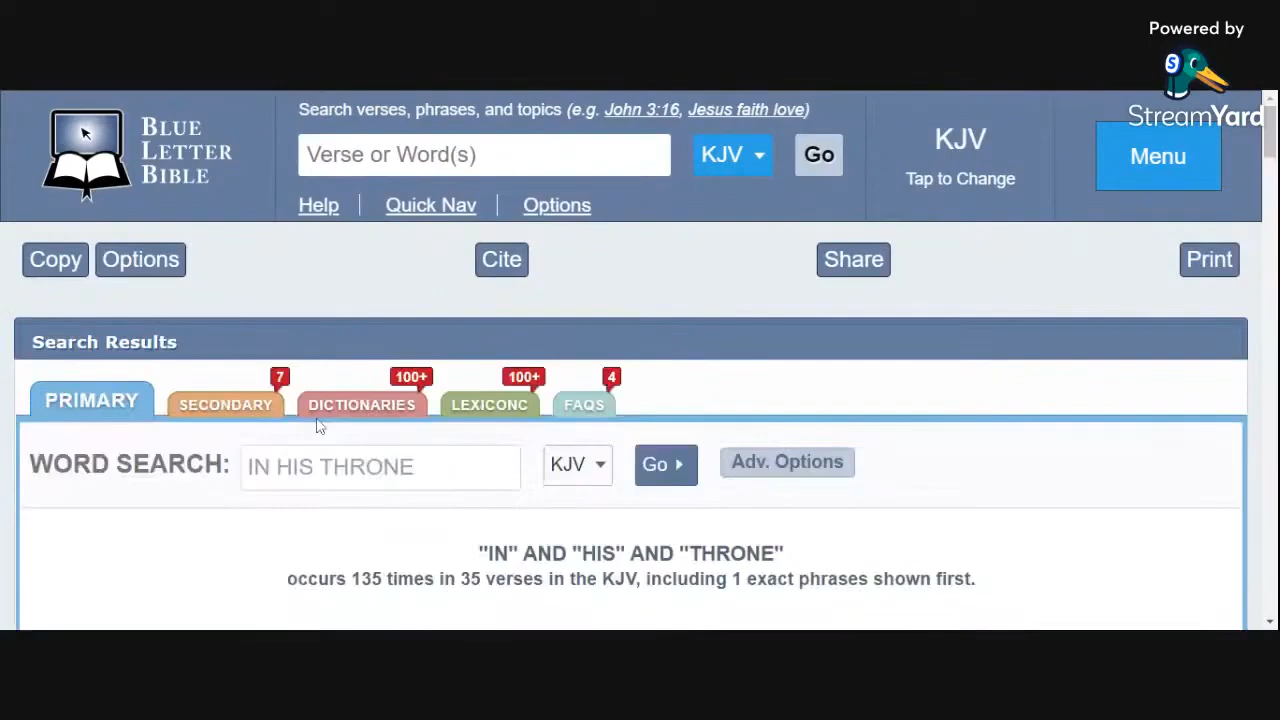 Powered by
StreamYard
BLUE
LETTER
BIBLE
Search verses, phrases, and topics (e.g. John 3:16, Jesus faith love)
Verse or Word(s)
KJV
Go
Help
Quick Nav
Options
KJV
Tap to Change
Menu
Copy
Options
Cite
Share
Print
Search Results
7
100+
100+
4
PRIMARY
SECONDARY
DICTIONARIES
LEXICONC
FAQS
WORD SEARCH:
IN HIS THRONE
KJV
Go
Adv. Options
"IN" AND "HIS" AND "THRONE"
occurs 135 times in 35 verses in the KJV, including 1 exact phrases shown first.